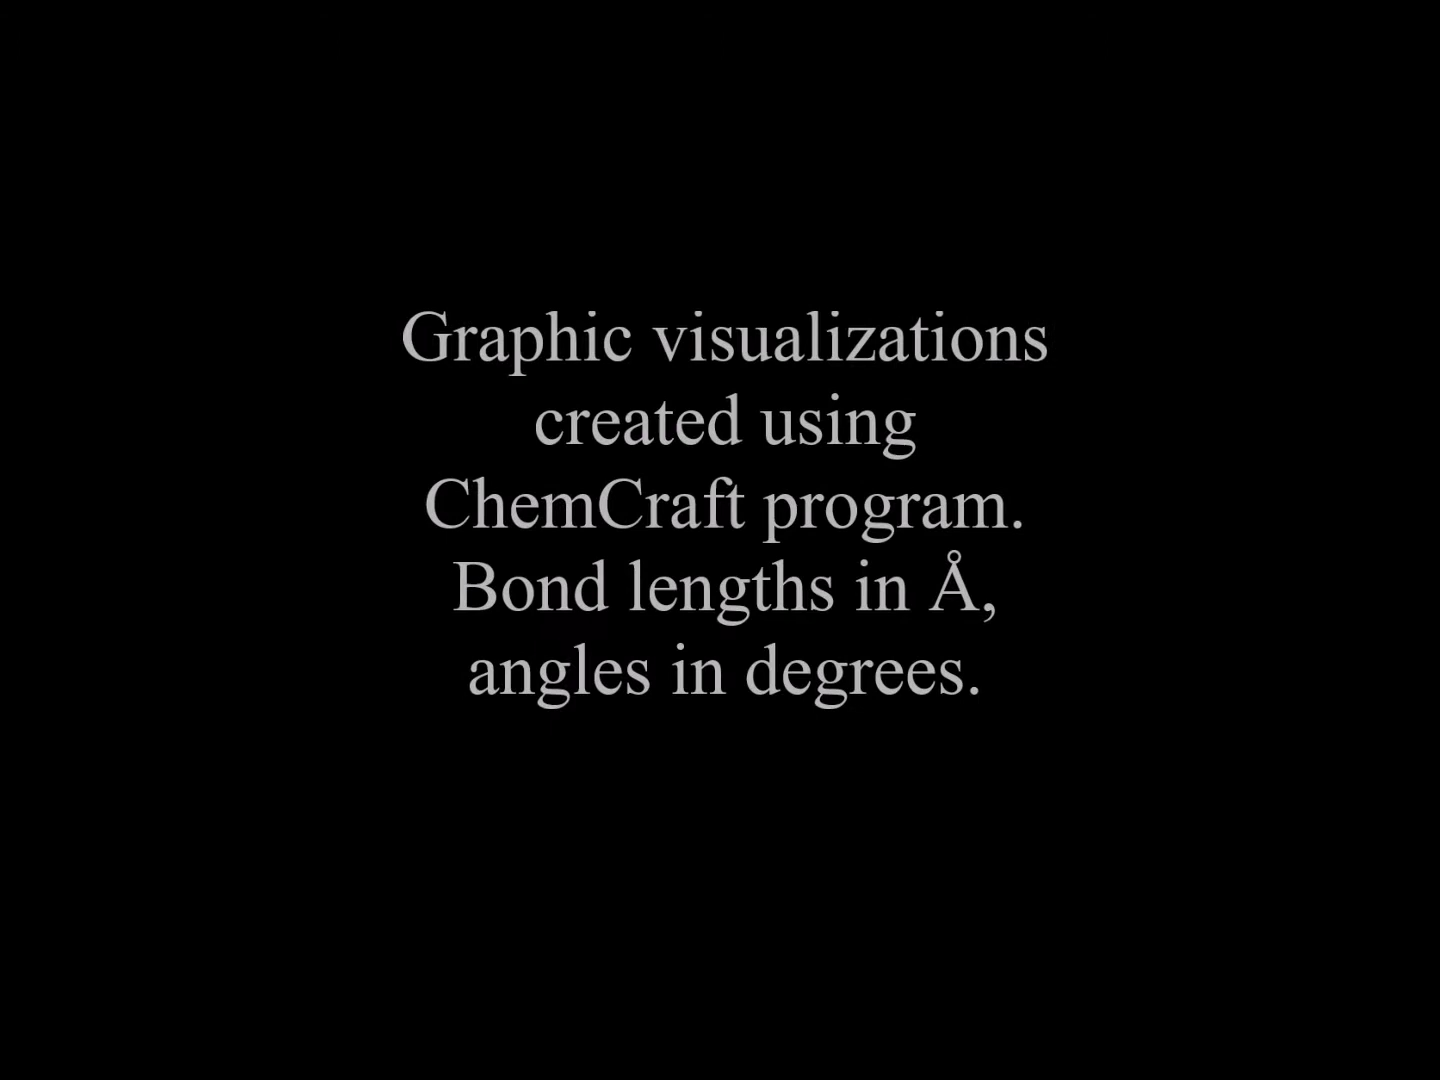 Graphic visualizations
created using
ChemCraft program.
Bond lengths in Å,
angles in degrees.